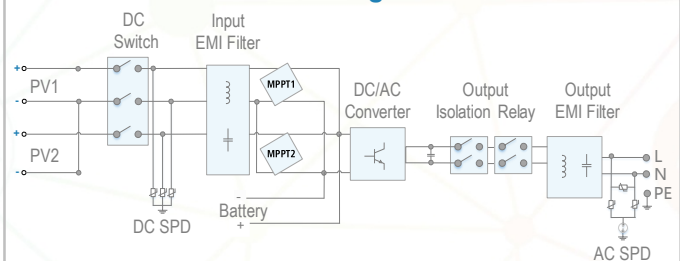 DC
Switch
Input
EMI Filter
+
PV1
-
+
PV2
-
MPPT1
MPPT2
DC/AC
Converter
Output
Isolation Relay
Output
EMI Filter
L
N
PE
-
Battery
+
DC SPD
AC SPD